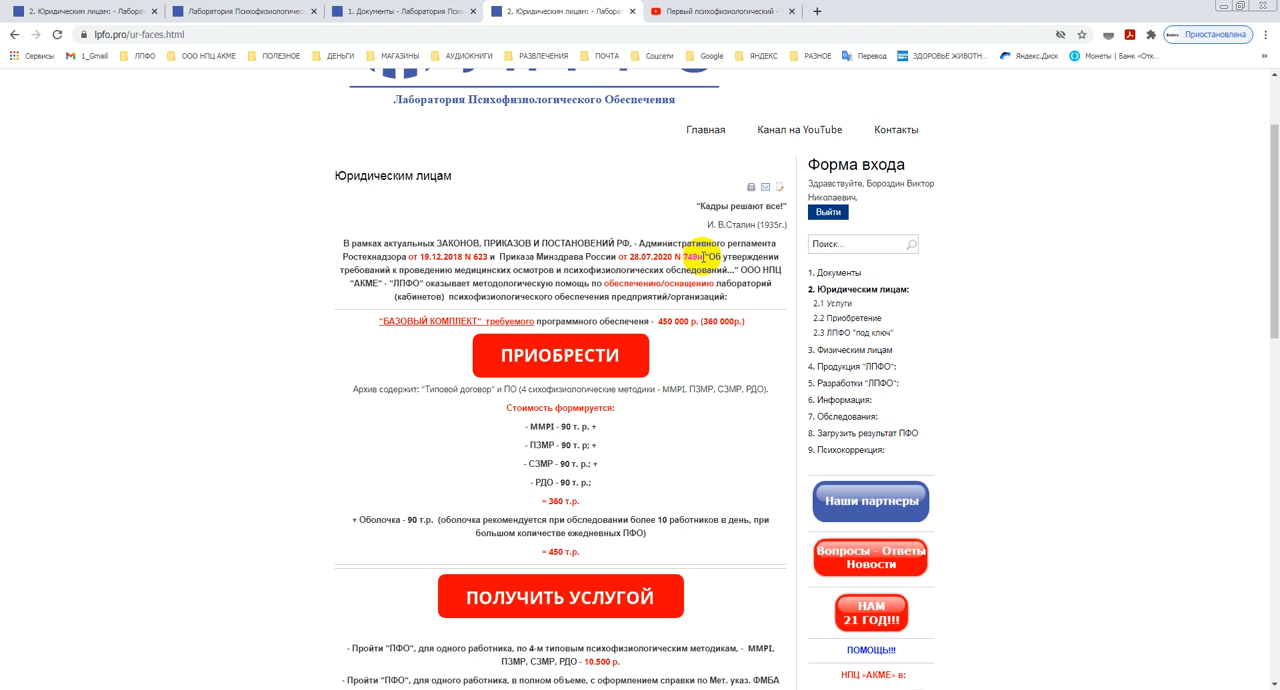 2. Юридическим лицам: - Лабора
Лаборатория Психофизиологичес
1. Документы - Лаборатория Псих
2. Юридическим лицам: - Лабора
Первый психофизиологический -
lpfo.pro/ur-faces.html
Приостановлена
Сервисы
1_Gmail
ЛПФО
ООО НПЦ АКМЕ
ПОЛЕЗНОЕ
ДЕНЬГИ
МАГАЗИНЫ
АУДИОКНИГИ
РАЗВЛЕЧЕНИЯ
ПОЧТА
Соцсети
Google
ЯНДЕКС
РАЗНОЕ
Перевод
ЗДОРОВЬЕ ЖИВОТН...
Яндекс.Диск
Монеты | Банк «Отк...
Лаборатория Психофизиологического Обеспечения
Главная
Канал на YouTube
Контакты
Юридическим лицам
"Кадры решают все!"
И. В.Сталин (1935г.)
В рамках актуальных ЗАКОНОВ, ПРИКАЗОВ И ПОСТАНОВЕНИЙ РФ, - Административного регламента
Ростехнадзора от 19.12.2018 N 623 и Приказа Минздрава России от 28.07.2020 N 749н "Об утверждении
требований к проведению медицинских осмотров и психофизиологических обследований..." ООО НПЦ
"АКМЕ" - "ЛПФО" оказывает методологическую помощь по обеспечению/оснащению лабораторий
(кабинетов) психофизиологического обеспечения предприятий/организаций:
"БАЗОВЫЙ КОМПЛЕКТ" требуемого программного обеспеченя - 450 000 р. (360 000р.)
ПРИОБРЕСТИ
Архив содержит: "Типовой договор" и ПО (4 сихофизиологические методики - MMPI, ПЗМР, СЗМР, РДО).
Стоимость формируется:
- MMPI - 90 т. р. +
- ПЗМР - 90 т. р; +
- СЗМР - 90 т. р.; +
- РДО - 90 т. р.;
= 360 т.р.
+ Оболочка - 90 т.р. (оболочка рекомендуется при обследовании более 10 работников в день, при
большом количестве ежедневных ПФО)
= 450 т.р.
ПОЛУЧИТЬ УСЛУГОЙ
- Пройти "ПФО", для одного работника, по 4-м типовым психофизиологическим методикам, - MMPI,
ПЗМР, СЗМР, РДО - 10.500 р.
- Пройти "ПФО", для одного работника, в полном объеме, с оформлением справки по Мет. указ. ФМБА
Форма входа
Здравствуйте, Бороздин Виктор
Николаевич,
Выйти
Поиск...
1. Документы
2. Юридическим лицам:
2.1 Услуги
2.2 Приобретение
2.3 ЛПФО "под ключ"
3. Физическим лицам
4. Продукция "ЛПФО":
5. Разработки "ЛПФО":
6. Информация:
7. Обследования:
8. Загрузить результат ПФО
9. Психокоррекция:
Наши партнеры
Вопросы - Ответы
Новости
НАМ
21 ГОД!!!
ПОМОЩЬ!!!
НПЦ «АКМЕ» в: